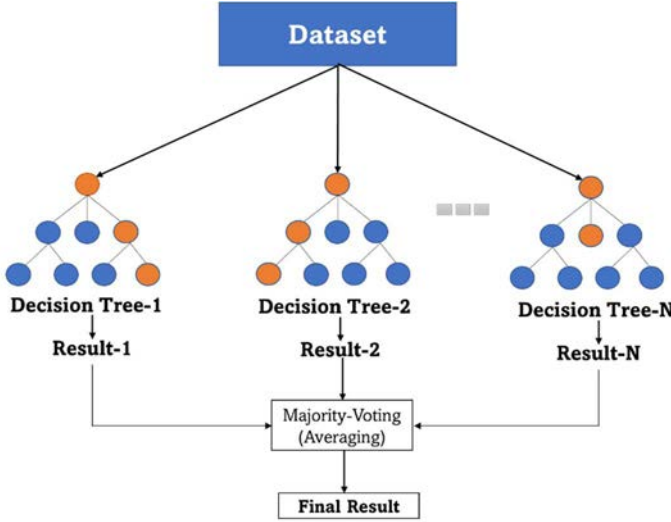 Dataset
Decision Tree-1
Decision Tree-2
Decision Tree-N
Result-1
Result-2
Result-N
Majority-Voting
(Averaging)
Final Result